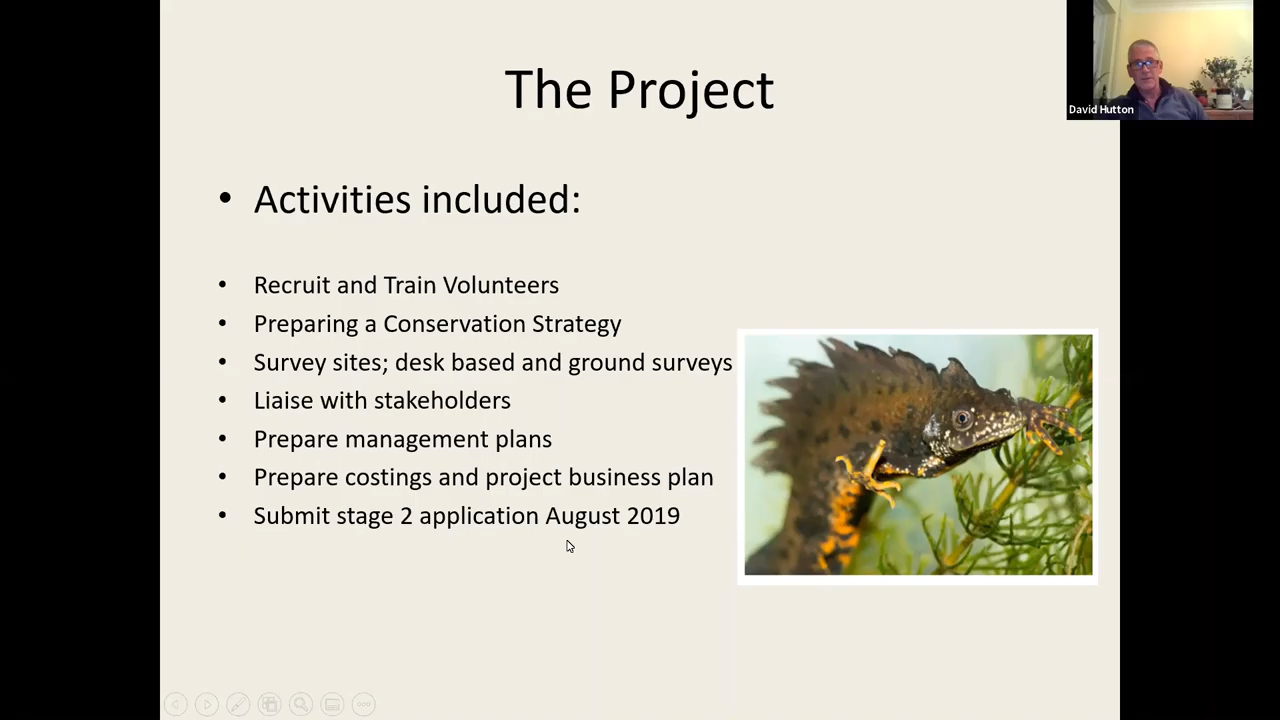 The Project
David Hutton
• Activities included:
• Recruit and Train Volunteers
• Preparing a Conservation Strategy
• Survey sites; desk based and ground surveys
• Liaise with stakeholders
• Prepare management plans
• Prepare costings and project business plan
• Submit stage 2 application August 2019